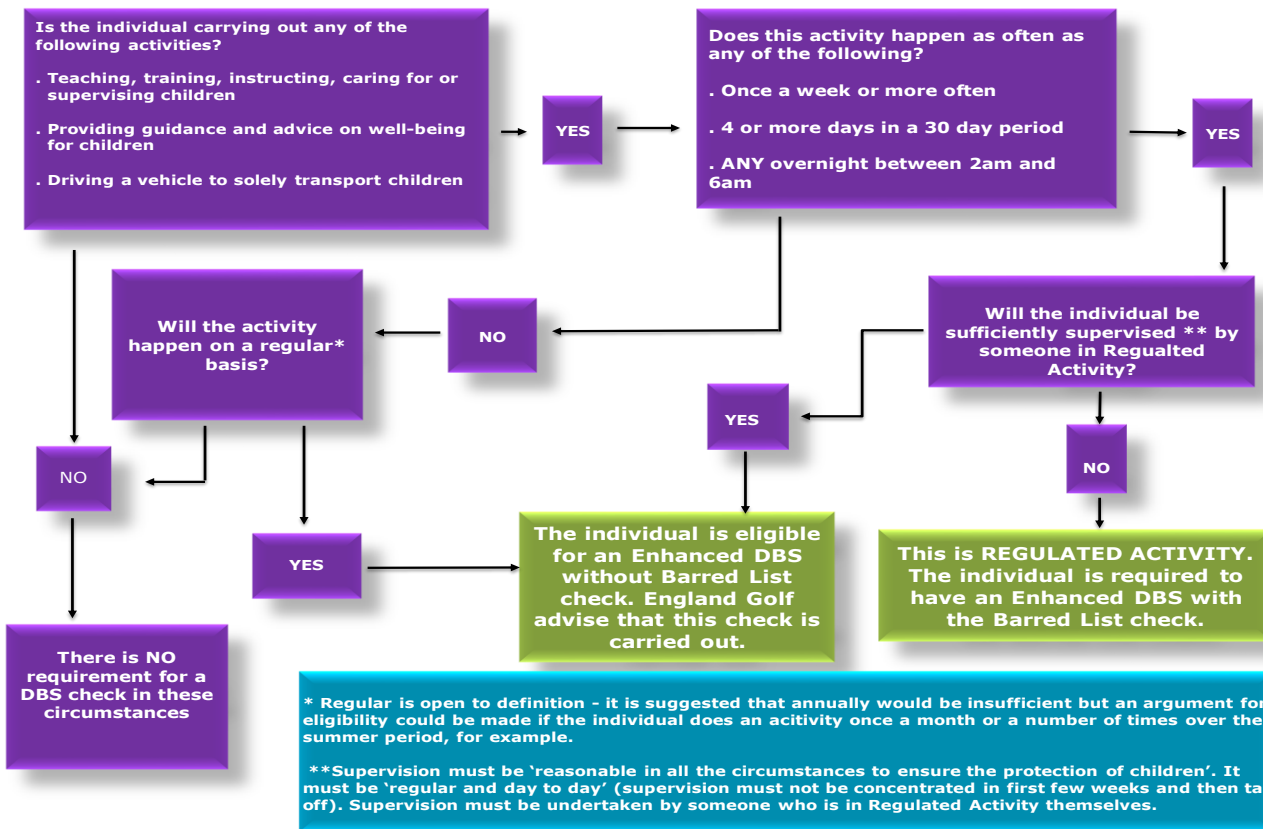 Is the individual carrying out any of the
following activities?
. Teaching, training, instructing, caring for or
supervising children
. Providing guidance and advice on well-being
for children
. Driving a vehicle to solely transport children
YES
Does this activity happen as often as
any of the following?
. Once a week or more often
. 4 or more days in a 30 day period
. ANY overnight between 2am and
6am
YES
Will the activity
happen on a regular*
basis?
NO
Will the individual be
sufficiently supervised ** by
someone in Regualted
Activity?
YES
NO
NO
YES
The individual is eligible
for an Enhanced DBS
without Barred List
check. England Golf
advise that this check is
carried out.
This is REGULATED ACTIVITY.
The individual is required to
have an Enhanced DBS with
the Barred List check.
There is NO
requirement for a
DBS check in these
circumstances
* Regular is open to definition - it is suggested that annually would be insufficient but an argument for
eligibility could be made if the individual does an acitivity once a month or a number of times over the
summer period, for example.
**Supervision must be ‘reasonable in all the circumstances to ensure the protection of children’. It
must be ‘regular and day to day’ (supervision must not be concentrated in first few weeks and then ta
off). Supervision must be undertaken by someone who is in Regulated Activity themselves.